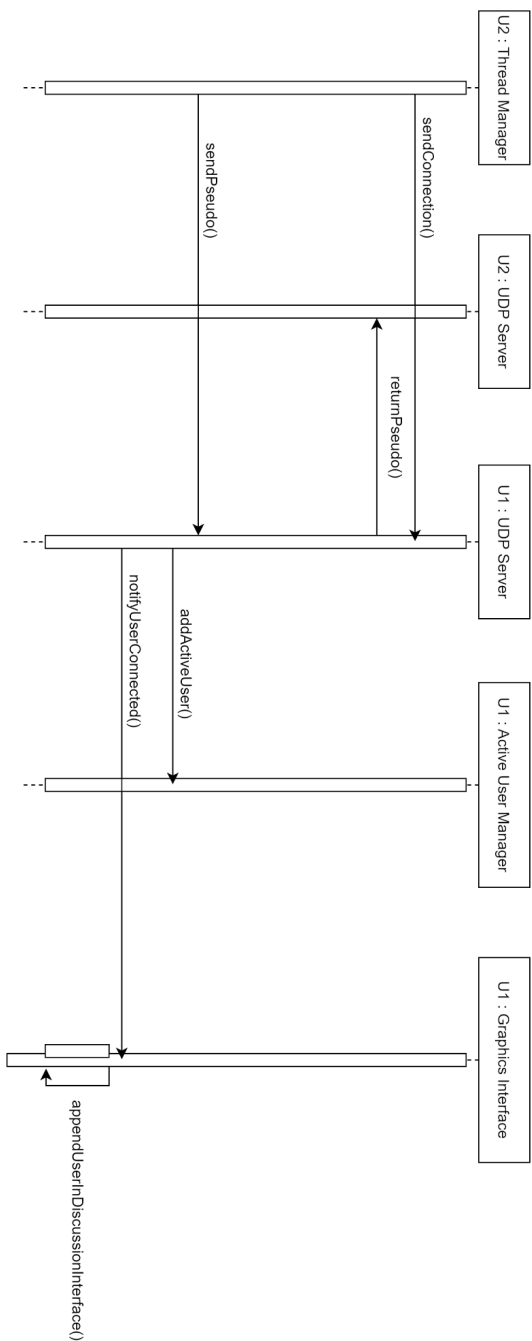 U2 : Thread Manager
U2 : UDP Server
U1 : UDP Server
U1 : Active User Manager
U1 : Graphics Interface
sendConnection()
returnPseudo()
sendPseudo()
addActiveUser()
notifyUserConnected()
appendUserInDiscussionInterface()